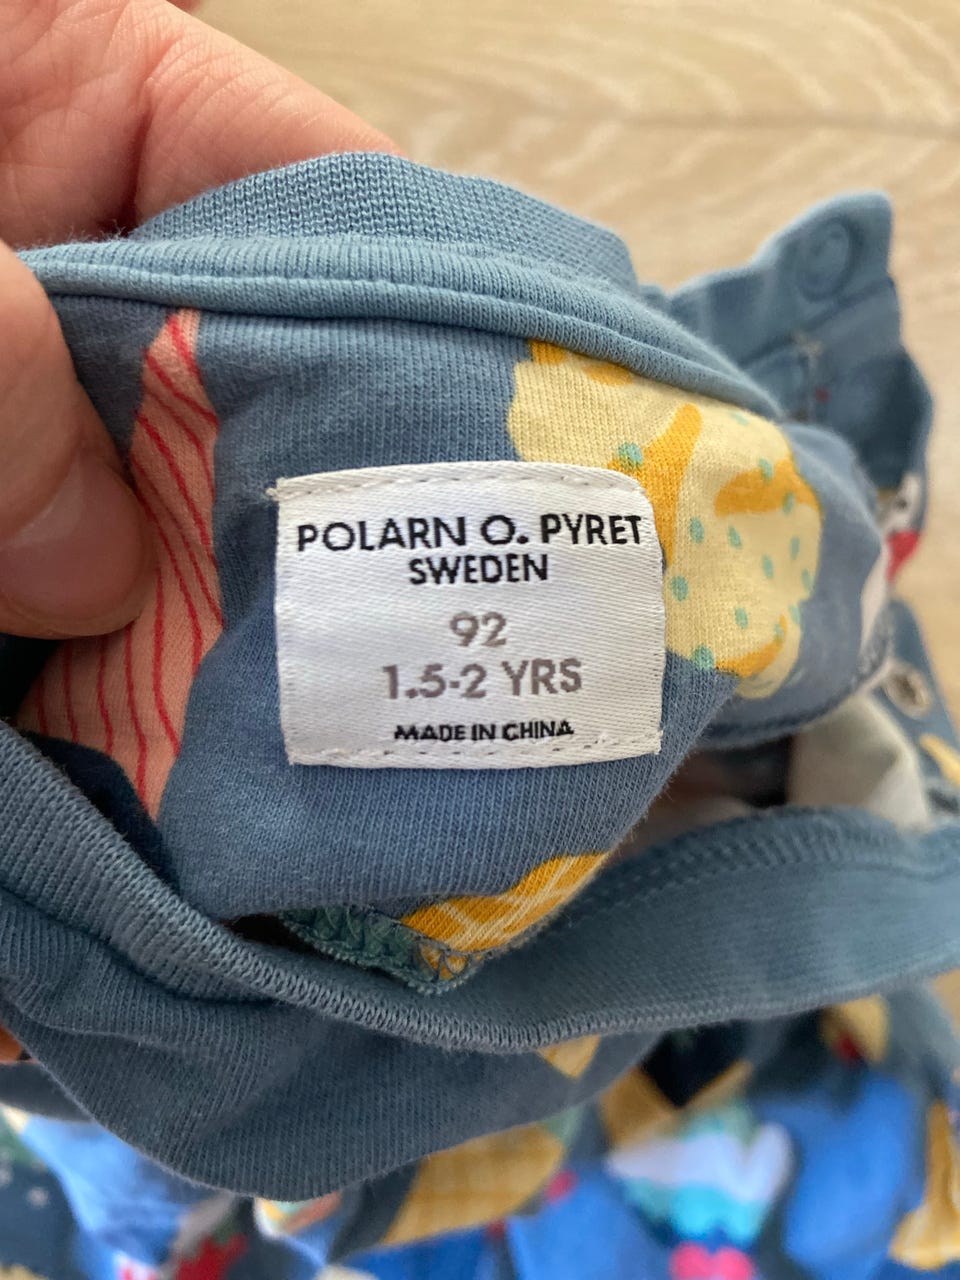 POLARN O. PYRET
SWEDEN
92
1.5-2 YRS
MADE IN CHINA